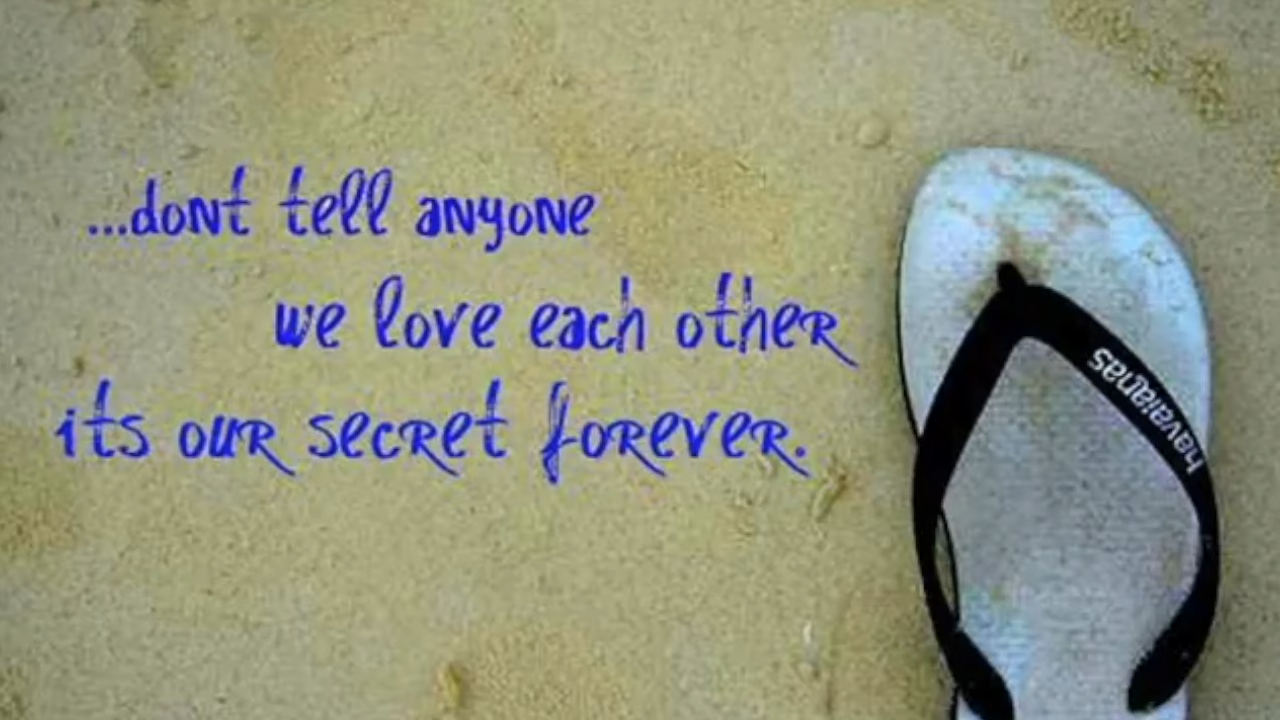 ...dont tell anyone
we love each other
its our secret forever.
havaianas